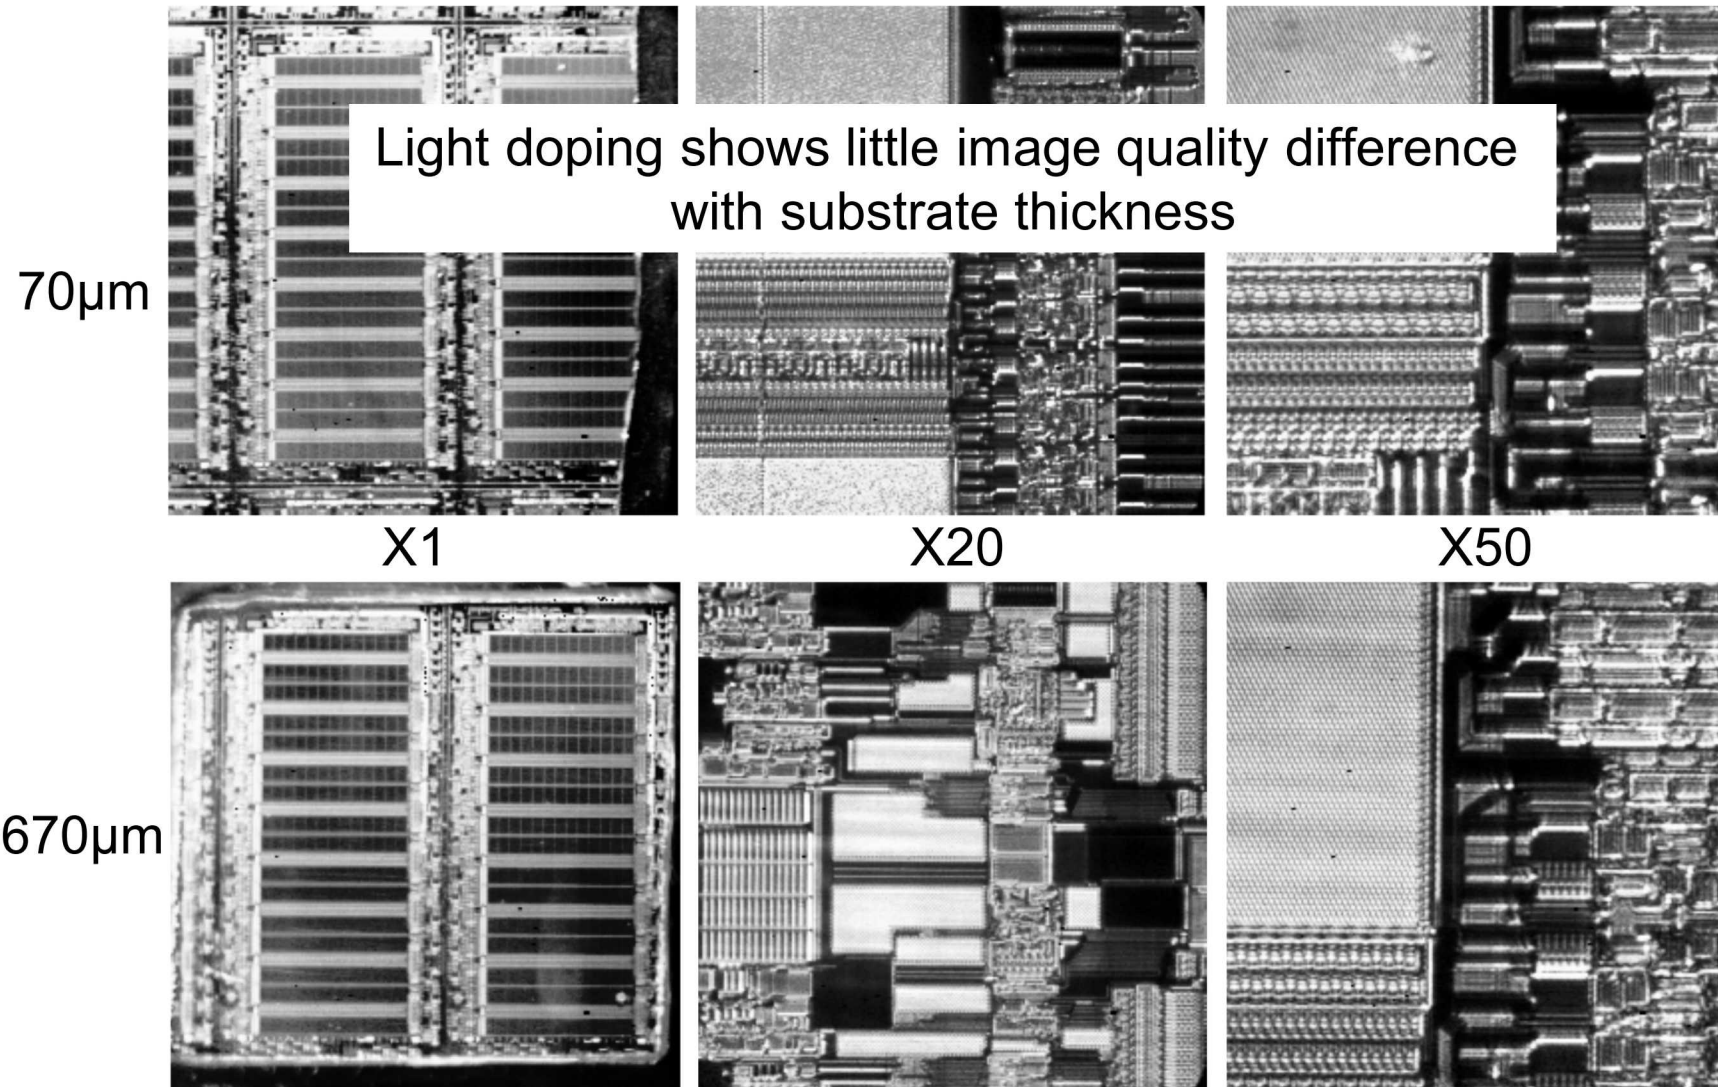 Light doping shows little image quality difference
with substrate thickness
70µm
X1
X20
X50
670µm